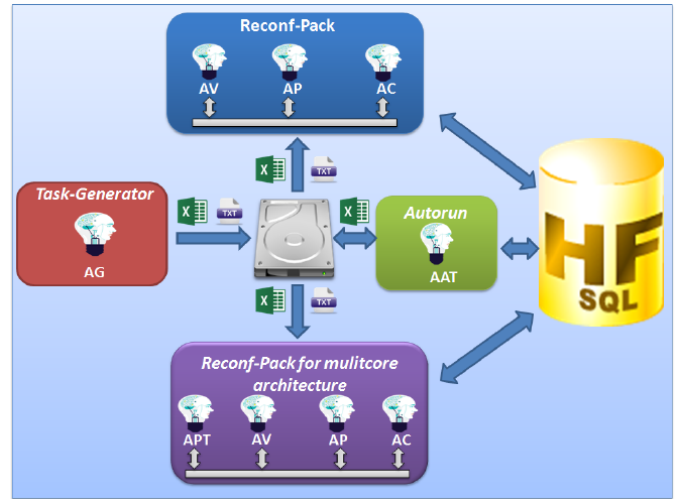 Reconf-Pack
AV AP AC
X TXT
Task-Generator
AG
X TXT
X
Autorun
AAT
HF
SQL
X TXT
Reconf-Pack for mulitcore
architecture
APT AV AP AC